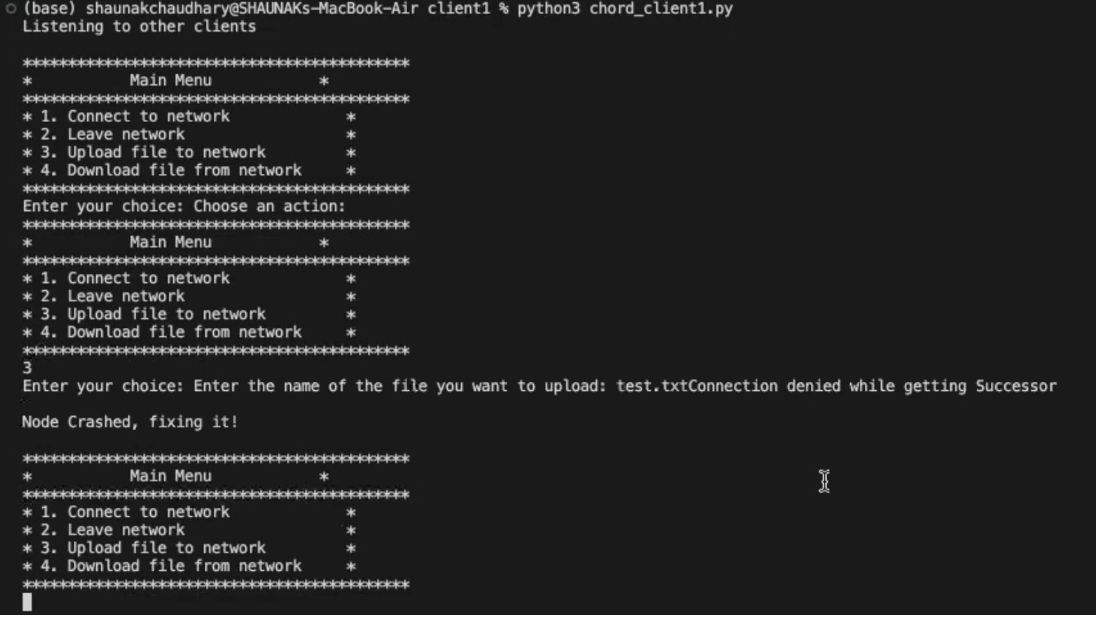 (base) shaunakchaudhary@SHAUNAKs-MacBook-Air client1 % python3 chord_client1.py
Listening to other clients
*******************************************
*           Main Menu            *
*******************************************
* 1. Connect to network             *
* 2. Leave network                  *
* 3. Upload file to network         *
* 4. Download file from network     *
*******************************************
Enter your choice: Choose an action:
*******************************************
*           Main Menu            *
*******************************************
* 1. Connect to network             *
* 2. Leave network                  *
* 3. Upload file to network         *
* 4. Download file from network     *
*******************************************
3
Enter your choice: Enter the name of the file you want to upload: test.txtConnection denied while getting Successor
Node Crashed, fixing it!
*******************************************
*           Main Menu            *
*******************************************
* 1. Connect to network             *
* 2. Leave network                  *
* 3. Upload file to network         *
* 4. Download file from network     *
*******************************************